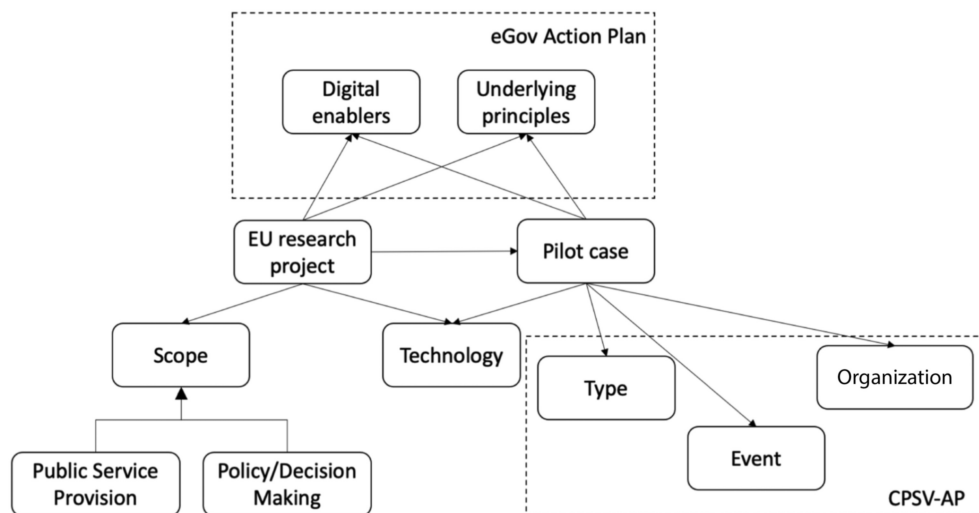 eGov Action Plan
Digital
enablers
Underlying
principles
EU research
project
Pilot case
Scope
Technology
Type
Organization
Event
Public Service
Provision
Policy/Decision
Making
CPSV-AP